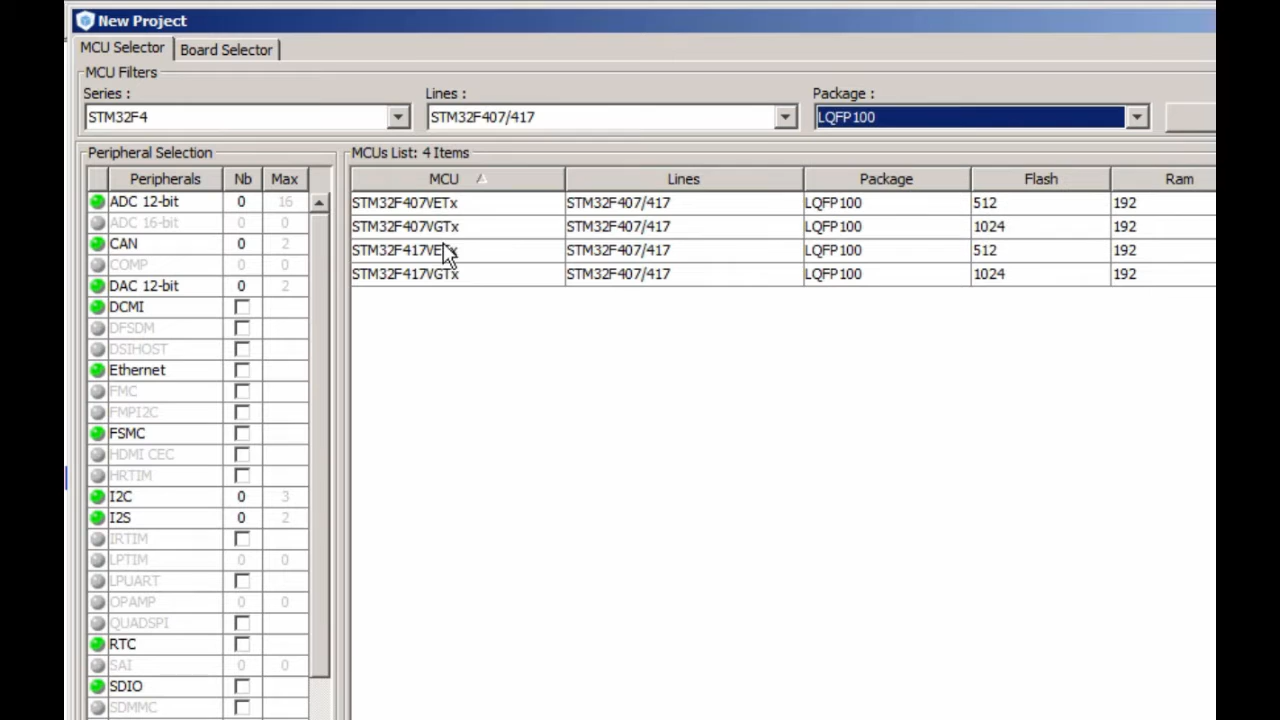 New Project
MCU Selector Board Selector
MCU Filters
Series : Lines : Package :
STM32F4 STM32F407/417 LQFP100
Peripheral Selection
Peripherals Nb Max
ADC 12-bit 0 16
ADC 16-bit 0 0
CAN 0 2
COMP 0 0
DAC 12-bit 0 2
DCMI
DFSDM
DSIHOST
Ethernet
FMC
FMPI2C
FSMC
HDMI CEC
HRTIM
I2C 0 3
I2S 0 2
IRTIM
LPTIM 0 0
LPUART
OPAMP 0 0
QUADSPI
RTC
SAI 0 0
SDIO
SDMMC
MCUs List: 4 Items
MCU Lines Package Flash Ram
STM32F407VETx STM32F407/417 LQFP100 512 192
STM32F407VGTx STM32F407/417 LQFP100 1024 192
STM32F417VETx STM32F407/417 LQFP100 512 192
STM32F417VGTx STM32F407/417 LQFP100 1024 192